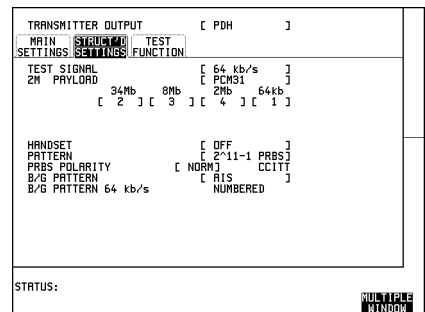 TRANSMITTER OUTPUT [ PDH ]
MAIN SETTINGS STRUCT'D SETTINGS TEST FUNCTION
TEST SIGNAL [ 64 kb/s ]
2M PAYLOAD [ PCM31 ]
34Mb 8Mb 2Mb 64kb
[ 2 ] [ 3 ] [ 4 ] [ 1 ]
HANDSET [ OFF ]
PATTERN [ 2^11-1 PRBS]
PRBS POLARITY [ NORM] CCITT
B/G PATTERN [ AIS ]
B/G PATTERN 64 kb/s NUMBERED
STATUS:
MULTIPLE
WINDOW